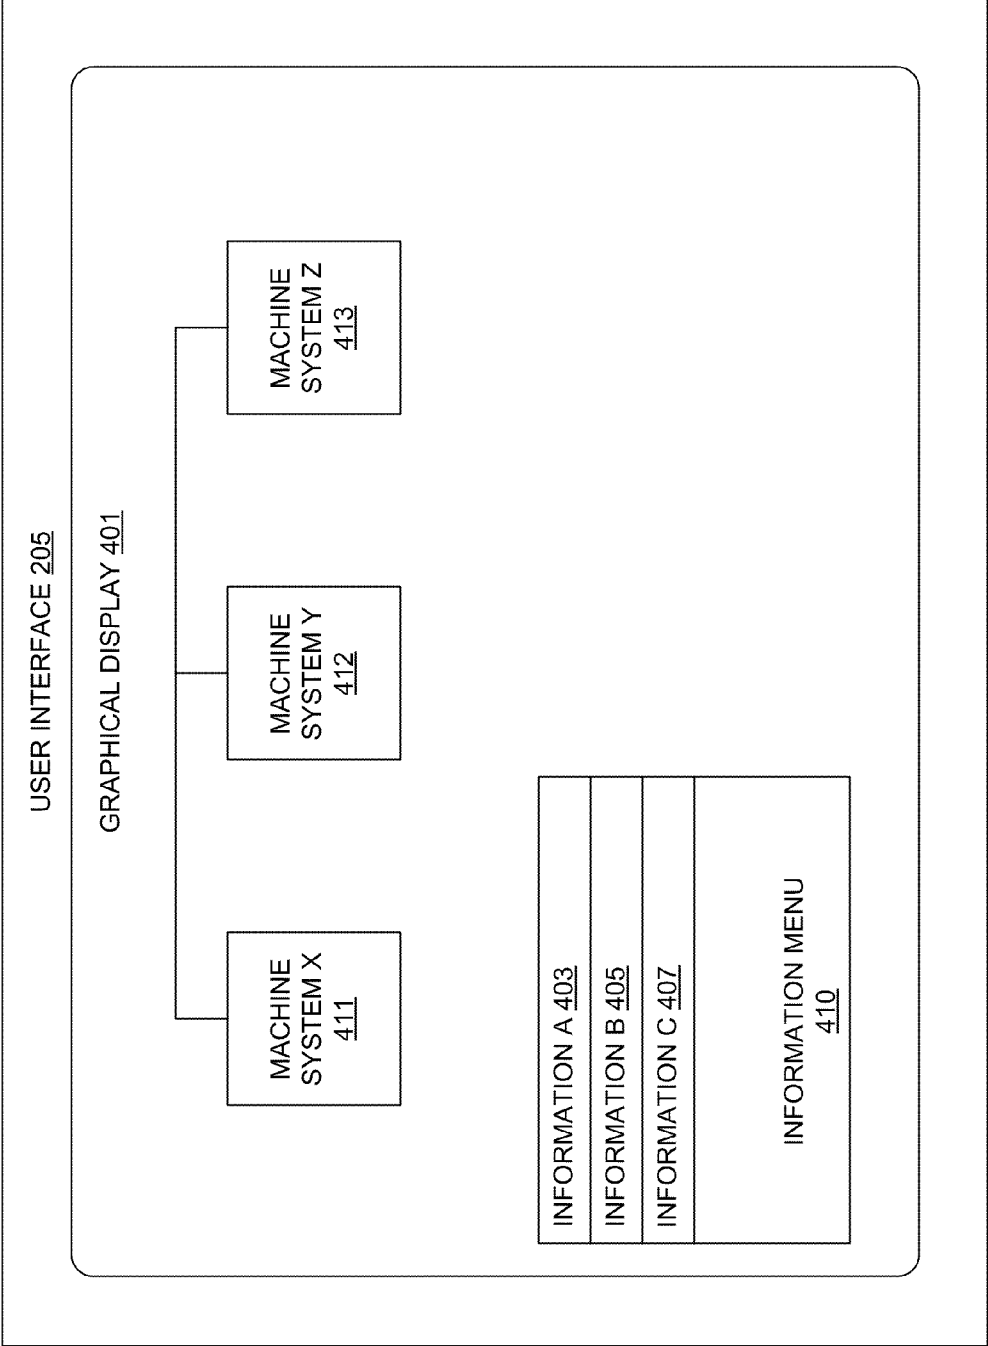 USER INTERFACE 205
GRAPHICAL DISPLAY 401
MACHINE
SYSTEM X
411
MACHINE
SYSTEM Y
412
MACHINE
SYSTEM Z
413
INFORMATION A 403
INFORMATION B 405
INFORMATION C 407
INFORMATION MENU
410